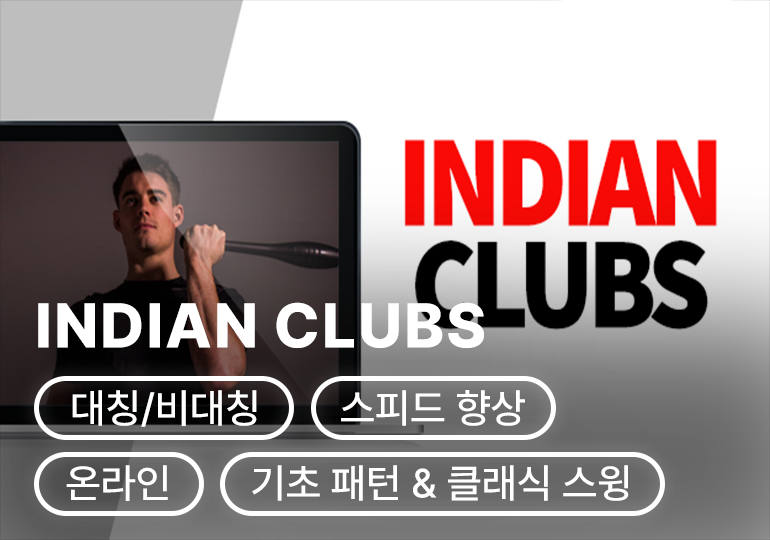 INDIAN
CLUBS
INDIAN CLUBS
대칭/비대칭
스피드 향상
온라인
기초 패턴 & 클래식 스윙